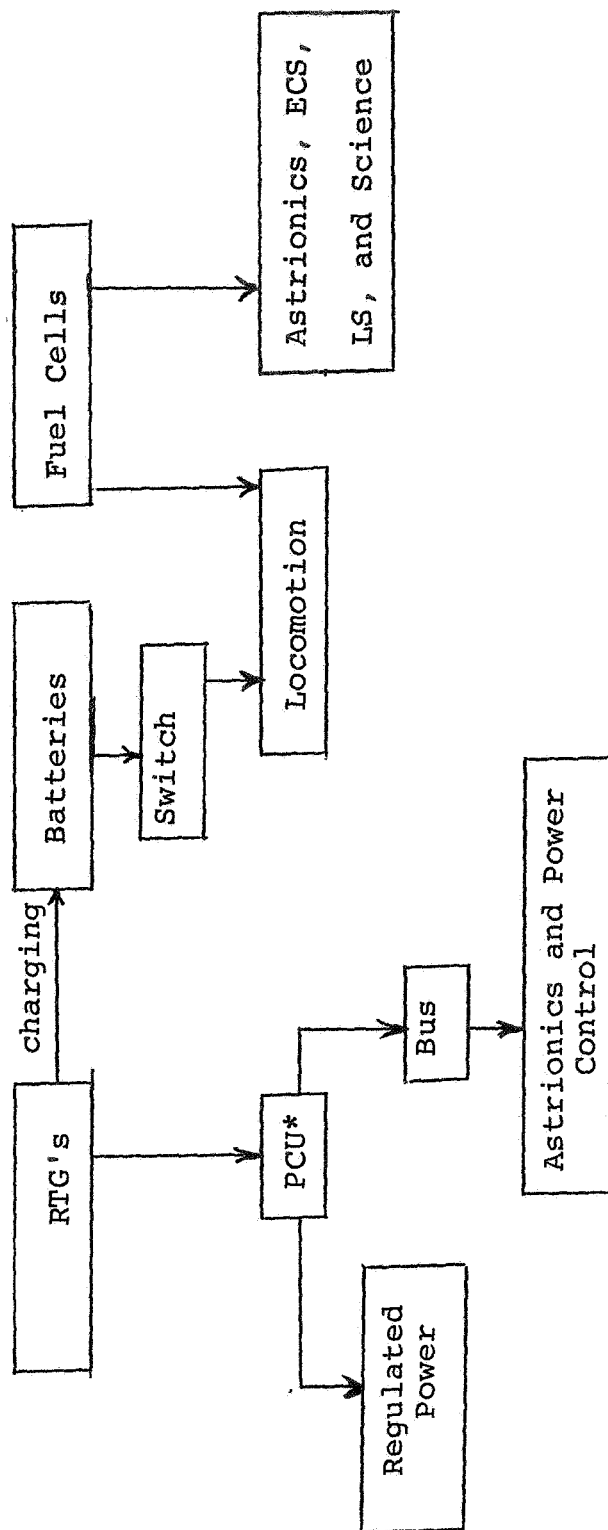 RTG's
charging
Batteries
Fuel Cells
Switch
PCU*
Locomotion
Astrionics, ECS,
LS, and Science
Regulated
Power
Bus
Astrionics and Power
Control